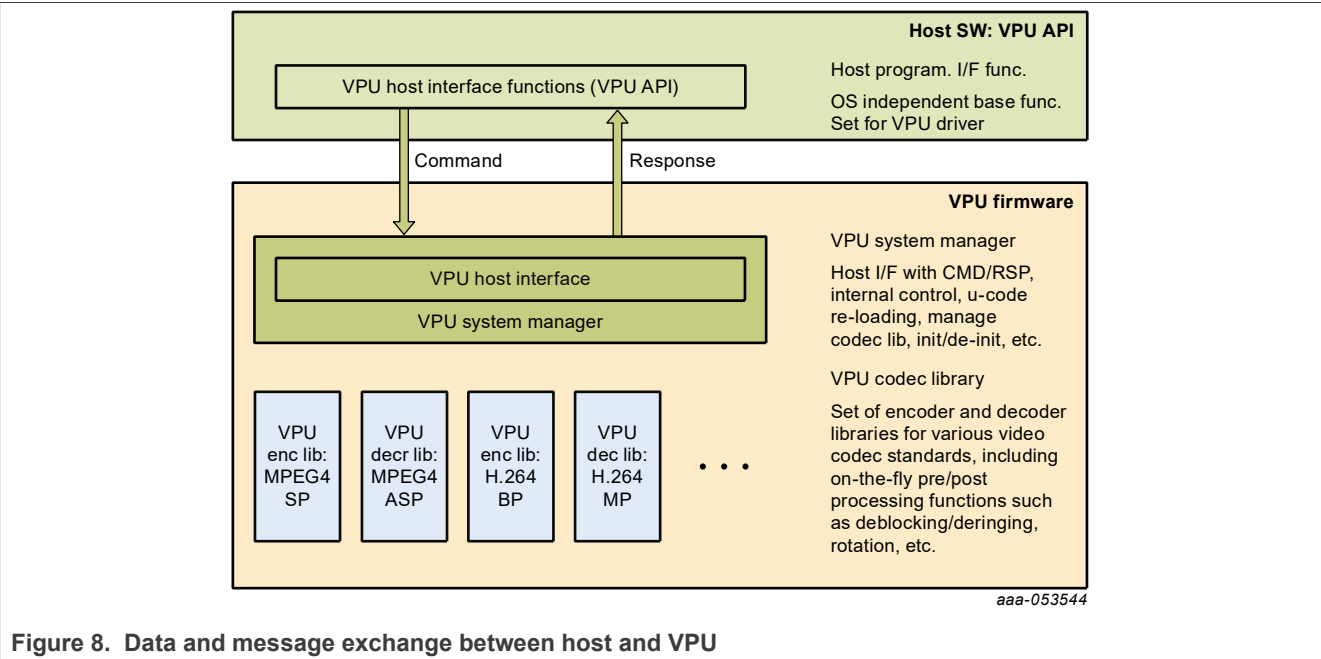 Host SW: VPU API
VPU host interface functions (VPU API)
Host program. I/F func.
OS independent base func.
Set for VPU driver
Command
Response
VPU firmware
VPU host interface
VPU system manager
VPU system manager
Host I/F with CMD/RSP,
internal control, u-code
re-loading, manage
codec lib, init/de-init, etc.
VPU
enc lib:
MPEG4
SP
VPU
decr lib:
MPEG4
ASP
VPU
enc lib:
H.264
BP
VPU
dec lib:
H.264
MP
• • •
VPU codec library
Set of encoder and decoder
libraries for various video
codec standards, including
on-the-fly pre/post
processing functions such
as deblocking/deringing,
rotation, etc.
aaa-053544
Figure 8. Data and message exchange between host and VPU